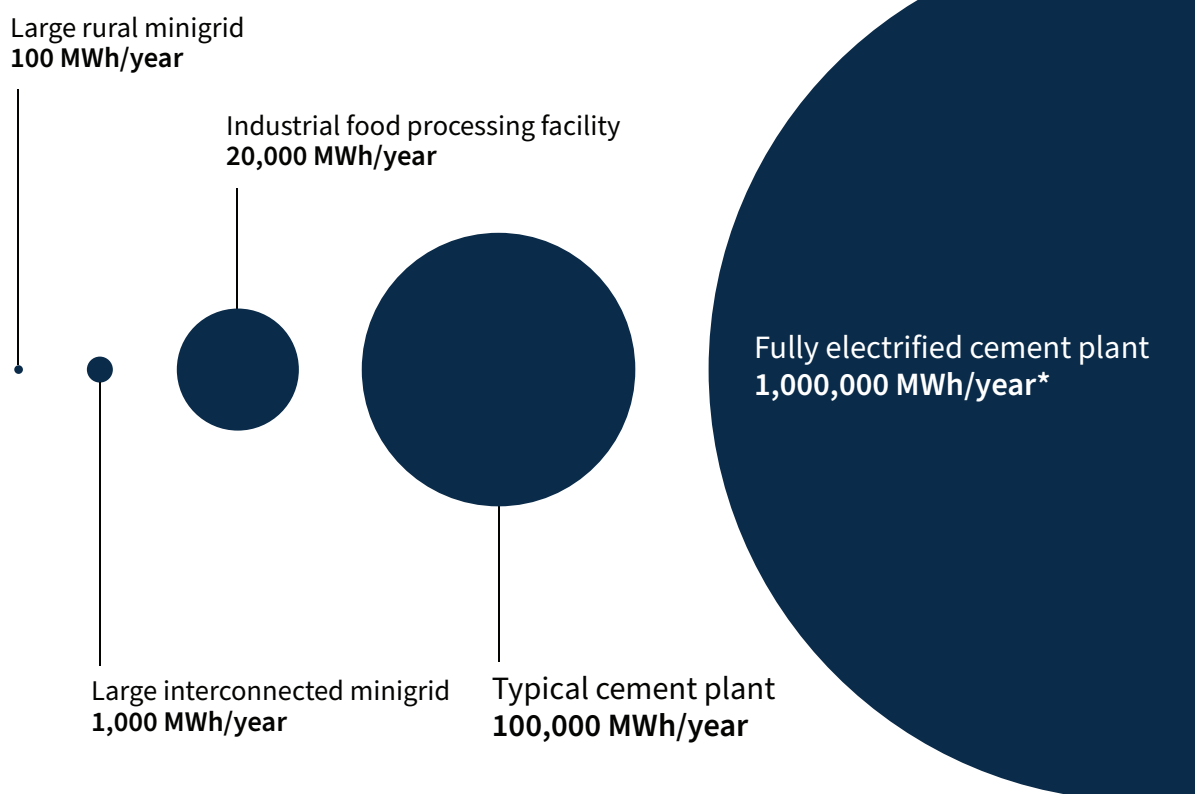 Large rural minigrid
100 MWh/year
Industrial food processing facility
20,000 MWh/year
Fully electrified cement plant
1,000,000 MWh/year*
Large interconnected minigrid
1,000 MWh/year
Typical cement plant
100,000 MWh/year